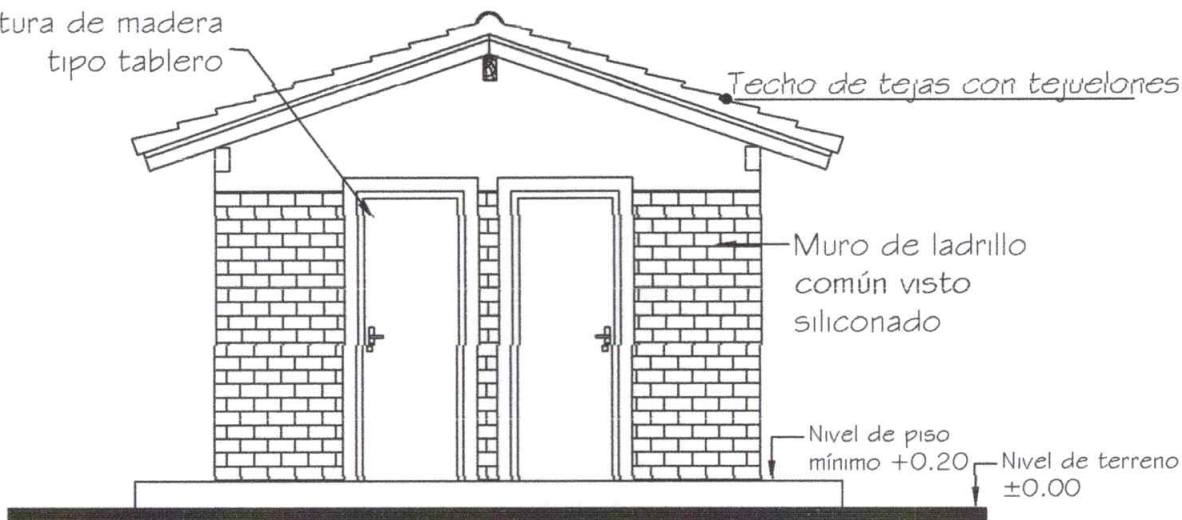 tura de madera
tipo tablero
Techo de tejas con tejuelones
Muro de ladrillo
común visto
siliconado
Nivel de piso
mínimo +0.20
Nivel de terreno
±0.00